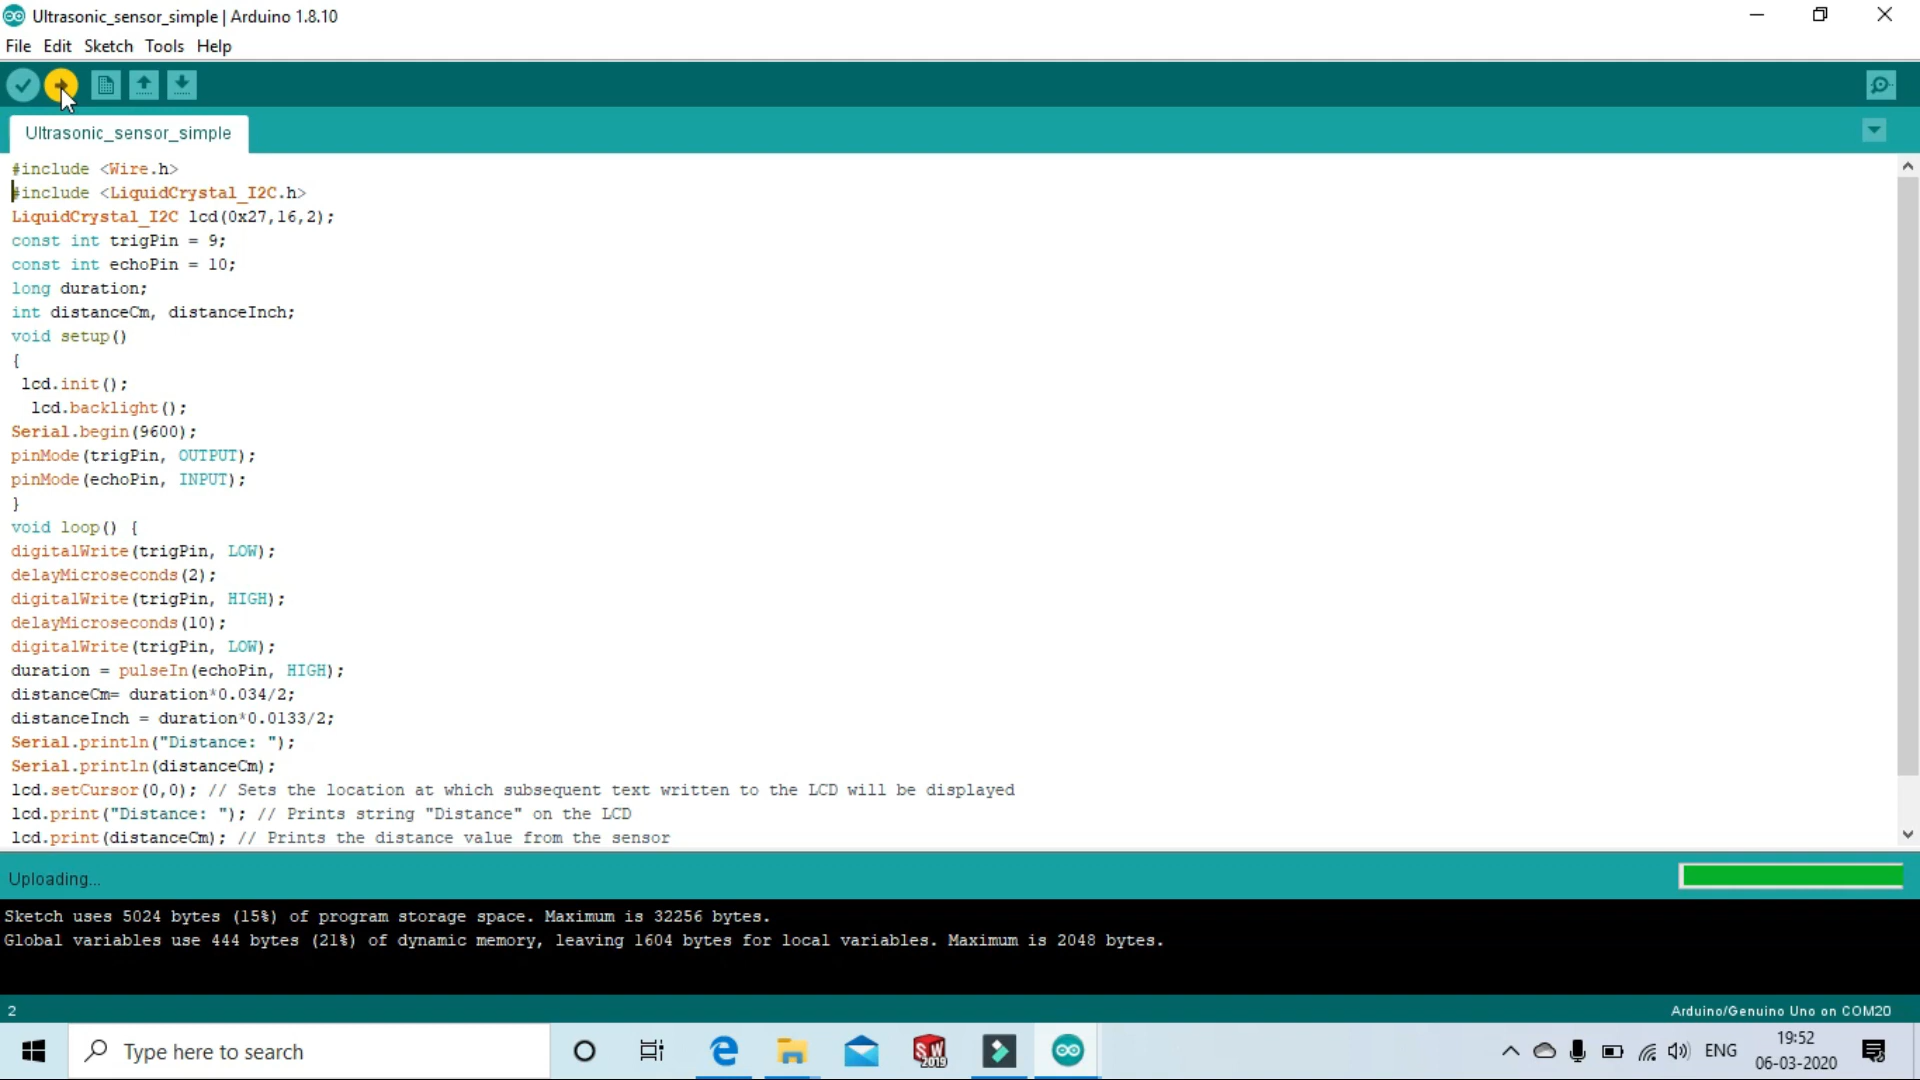 Ultrasonic_sensor_simple | Arduino 1.8.10
File Edit Sketch Tools Help
Ultrasonic_sensor_simple
#include <Wire.h>
#include <LiquidCrystal_I2C.h>
LiquidCrystal_I2C lcd(0x27,16,2);
const int trigPin = 9;
const int echoPin = 10;
long duration;
int distanceCm, distanceInch;
void setup()
{
lcd.init();
lcd.backlight();
Serial.begin(9600);
pinMode(trigPin, OUTPUT);
pinMode(echoPin, INPUT);
}
void loop() {
digitalWrite(trigPin, LOW);
delayMicroseconds(2);
digitalWrite(trigPin, HIGH);
delayMicroseconds(10);
digitalWrite(trigPin, LOW);
duration = pulseIn(echoPin, HIGH);
distanceCm= duration*0.034/2;
distanceInch = duration*0.0133/2;
Serial.println("Distance: ");
Serial.println(distanceCm);
lcd.setCursor(0,0); // Sets the location at which subsequent text written to the LCD will be displayed
lcd.print("Distance: "); // Prints string "Distance" on the LCD
lcd.print(distanceCm); // Prints the distance value from the sensor
Uploading...
Sketch uses 5024 bytes (15%) of program storage space. Maximum is 32256 bytes.
Global variables use 444 bytes (21%) of dynamic memory, leaving 1604 bytes for local variables. Maximum is 2048 bytes.
2
Arduino/Genuino Uno on COM20
Type here to search
SW
2019
ENG
19:52
06-03-2020